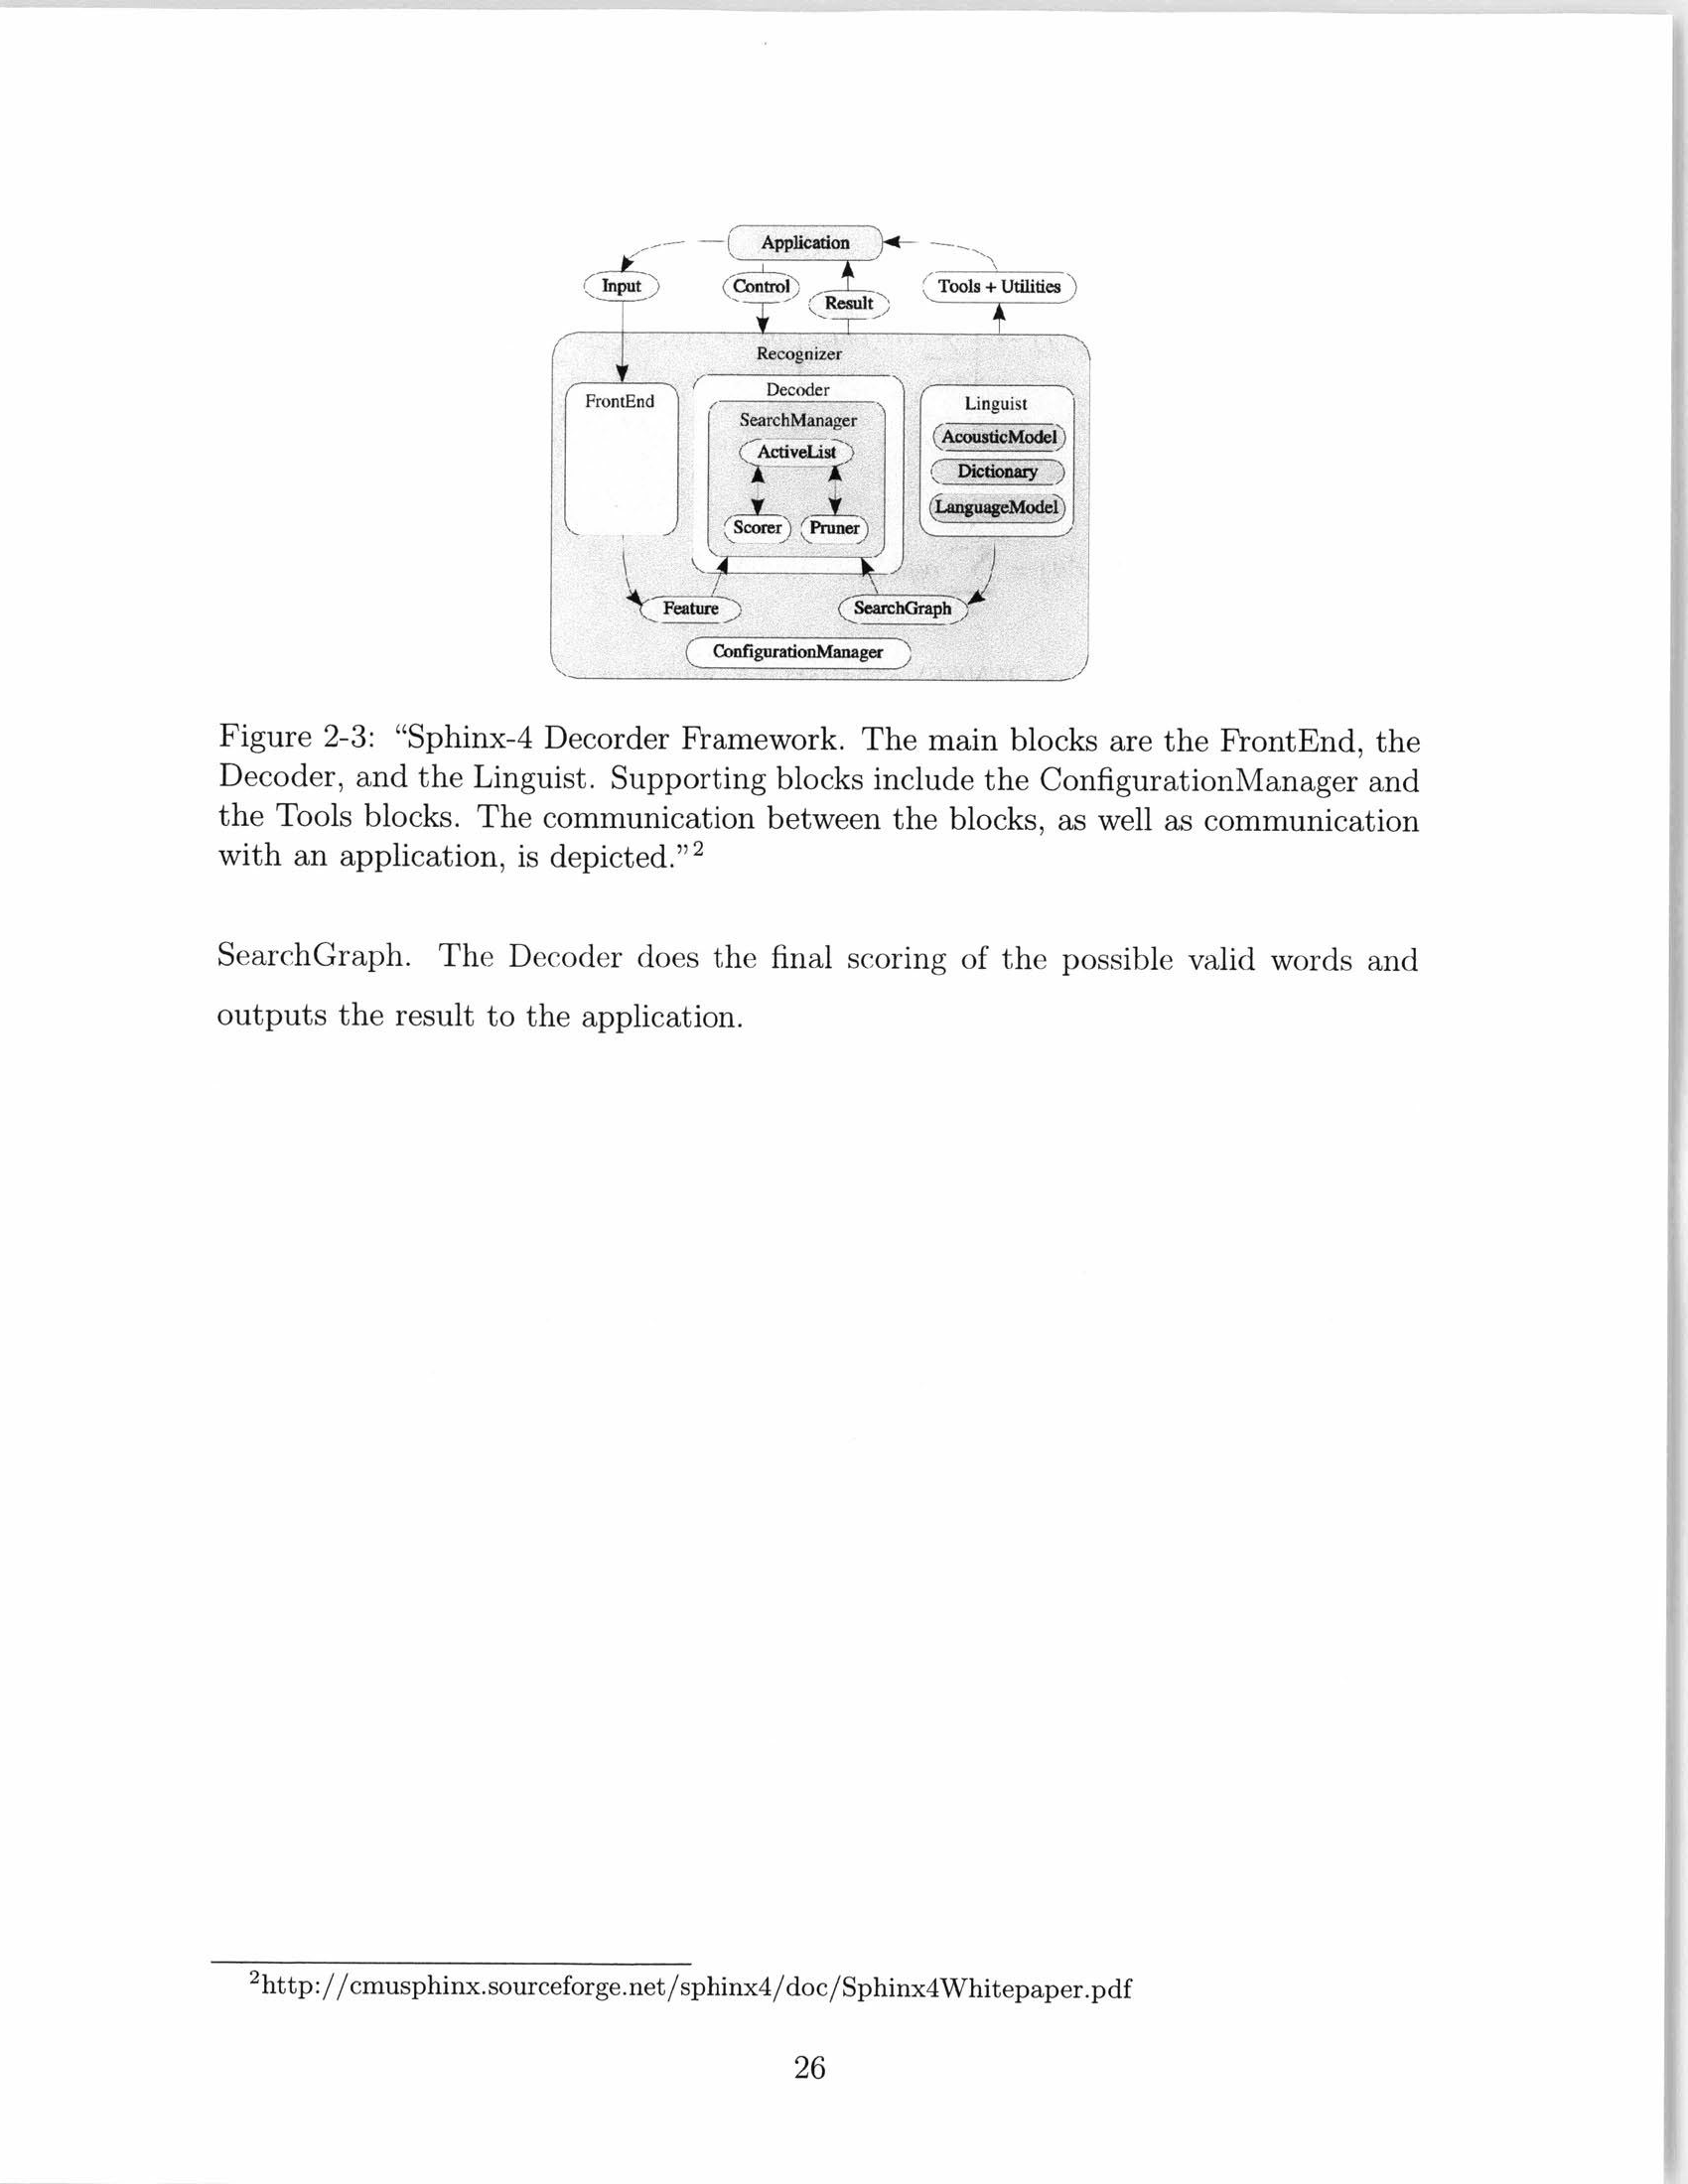 Application
Input
Control
Result
Tools + Utilities
Recognizer
FrontEnd
Decoder
SearchManager
ActiveList
Scorer
Pruner
Linguist
AcousticModel
Dictionary
LanguageModel
Feature
SearchGraph
ConfigurationManager
Figure 2-3: “Sphinx-4 Decorder Framework. The main blocks are the FrontEnd, the
Decoder, and the Linguist. Supporting blocks include the ConfigurationManager and
the Tools blocks. The communication between the blocks, as well as communication
with an application, is depicted.”2
SearchGraph. The Decoder does the final scoring of the possible valid words and
outputs the result to the application.
2http://cmusphinx.sourceforge.net/sphinx4/doc/Sphinx4Whitepaper.pdf
26